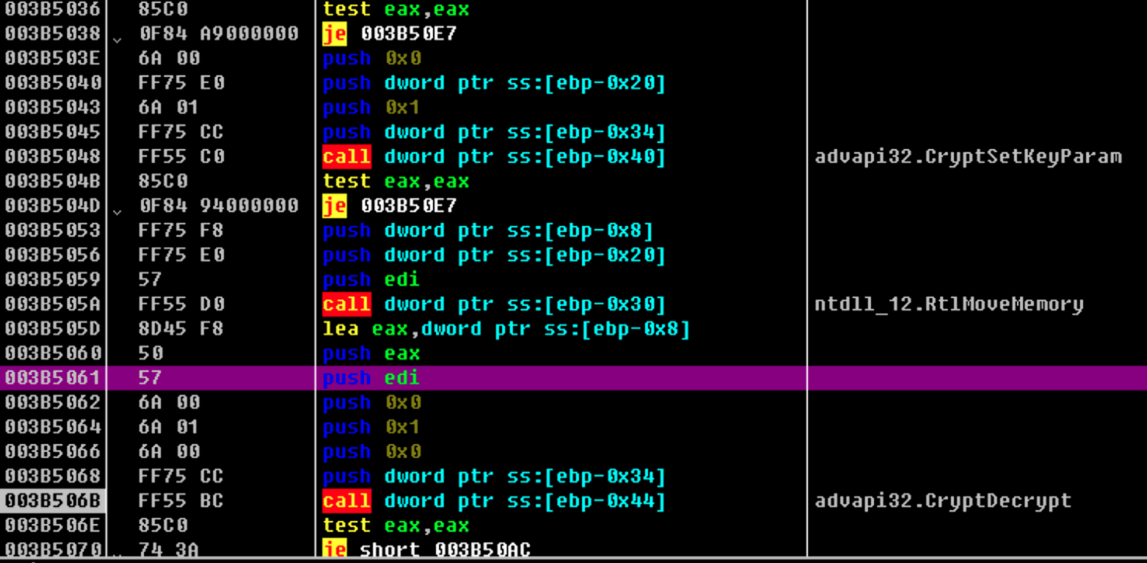 003B5036 85C0 test eax,eax
003B5038 0F84 A9000000 je 003B50E7
003B503E 6A 00 push 0x0
003B5040 FF75 E0 push dword ptr ss:[ebp-0x20]
003B5043 6A 01 push 0x1
003B5045 FF75 CC push dword ptr ss:[ebp-0x34]
003B5048 FF55 C0 call dword ptr ss:[ebp-0x40] advapi32.CryptSetKeyParam
003B504B 85C0 test eax,eax
003B504D 0F84 94000000 je 003B50E7
003B5053 FF75 F8 push dword ptr ss:[ebp-0x8]
003B5056 FF75 E0 push dword ptr ss:[ebp-0x20]
003B5059 57 push edi
003B505A FF55 D0 call dword ptr ss:[ebp-0x30] ntdll_12.RtlMoveMemory
003B505D 8D45 F8 lea eax,dword ptr ss:[ebp-0x8]
003B5060 50 push eax
003B5061 57 push edi
003B5062 6A 00 push 0x0
003B5064 6A 01 push 0x1
003B5066 6A 00 push 0x0
003B5068 FF75 CC push dword ptr ss:[ebp-0x34]
003B506B FF55 BC call dword ptr ss:[ebp-0x44] advapi32.CryptDecrypt
003B506E 85C0 test eax,eax
003B5070 74 3A je short 003B50AC